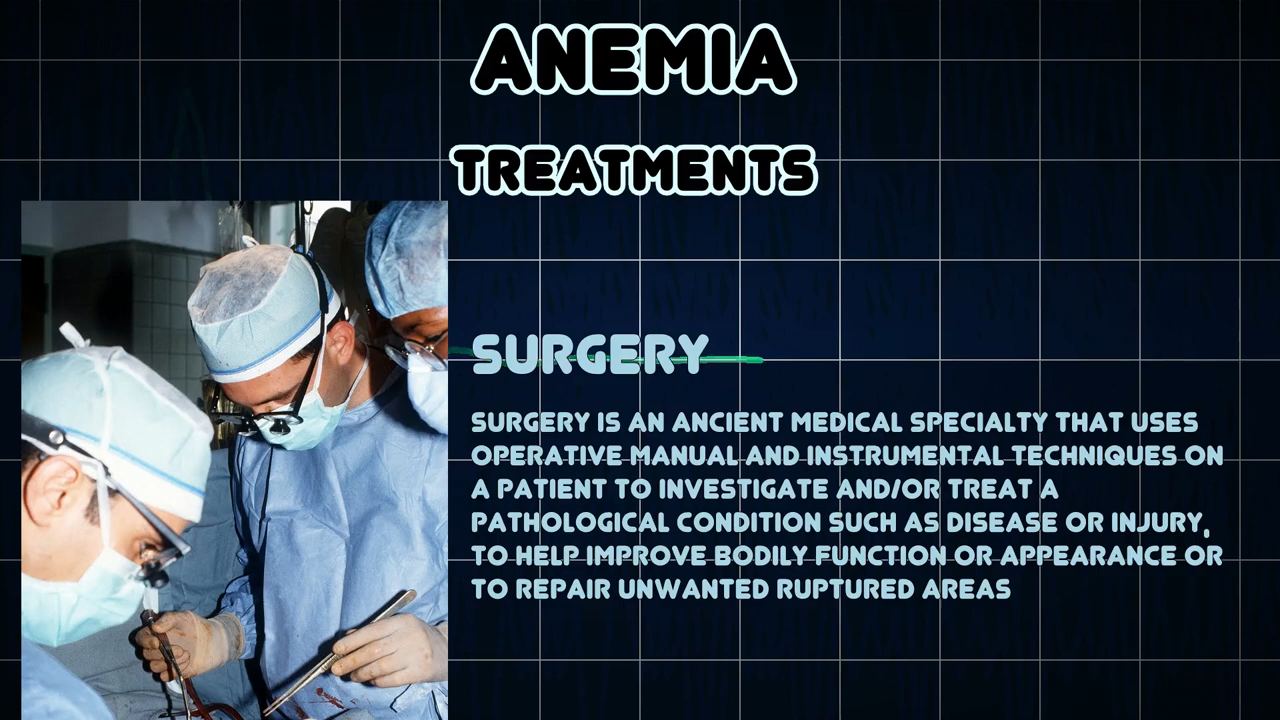 ANEMIA
TREATMENTS
SURGERY
SURGERY IS AN ANCIENT MEDICAL SPECIALTY THAT USES
OPERATIVE MANUAL AND INSTRUMENTAL TECHNIQUES ON
A PATIENT TO INVESTIGATE AND/OR TREAT A
PATHOLOGICAL CONDITION SUCH AS DISEASE OR INJURY,
TO HELP IMPROVE BODILY FUNCTION OR APPEARANCE OR
TO REPAIR UNWANTED RUPTURED AREAS